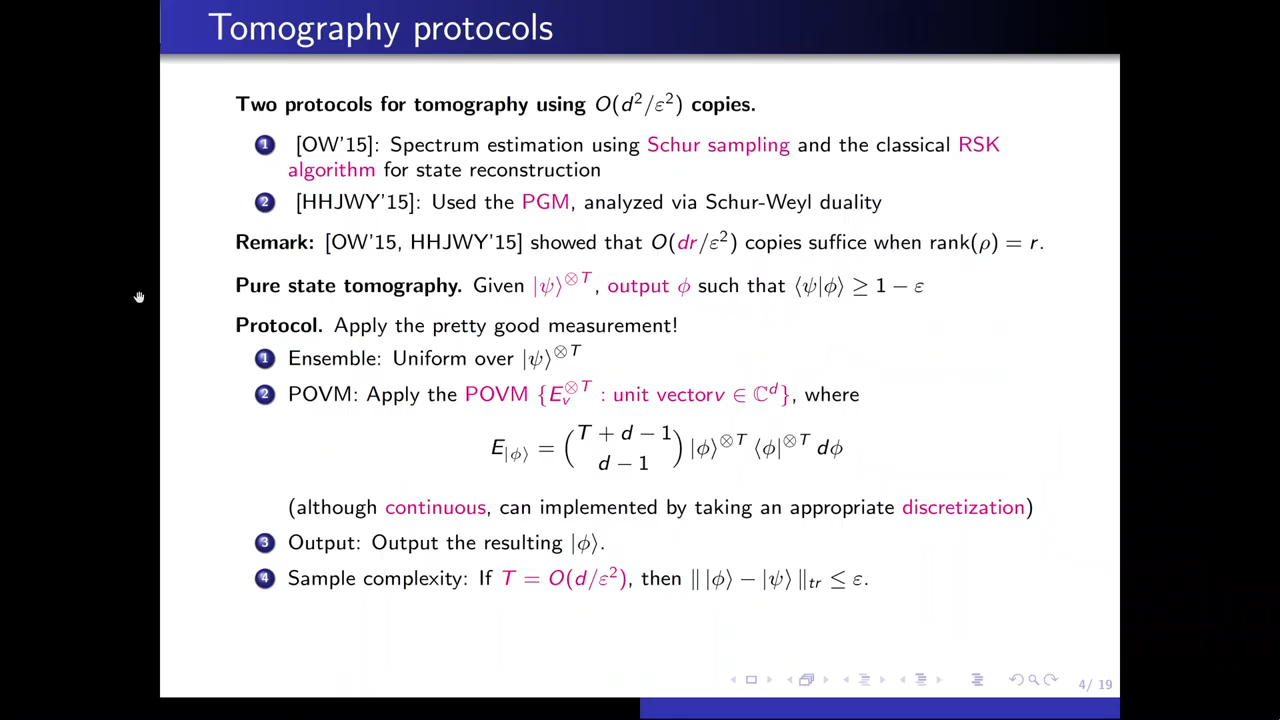 Tomography protocols
Two protocols for tomography using O(d²/ε²) copies.
1 [OW'15]: Spectrum estimation using Schur sampling and the classical RSK
algorithm for state reconstruction
2 [HHJWY'15]: Used the PGM, analyzed via Schur-Weyl duality
Remark: [OW'15, HHJWY'15] showed that O(dr/ε²) copies suffice when rank(ρ) = r.
Pure state tomography. Given |ψ⟩^⊗T, output φ such that ⟨ψ|φ⟩ ≥ 1 − ε
Protocol. Apply the pretty good measurement!
1 Ensemble: Uniform over |ψ⟩^⊗T
2 POVM: Apply the POVM {E_v^⊗T : unit vectorv ∈ ℂ^d}, where
E_|φ⟩ = (T + d − 1 
d − 1) |φ⟩^⊗T ⟨φ|^⊗T dφ
(although continuous, can implemented by taking an appropriate discretization)
3 Output: Output the resulting |φ⟩.
4 Sample complexity: If T = O(d/ε²), then ‖ |φ⟩ − |ψ⟩ ‖_tr ≤ ε.
4/ 19